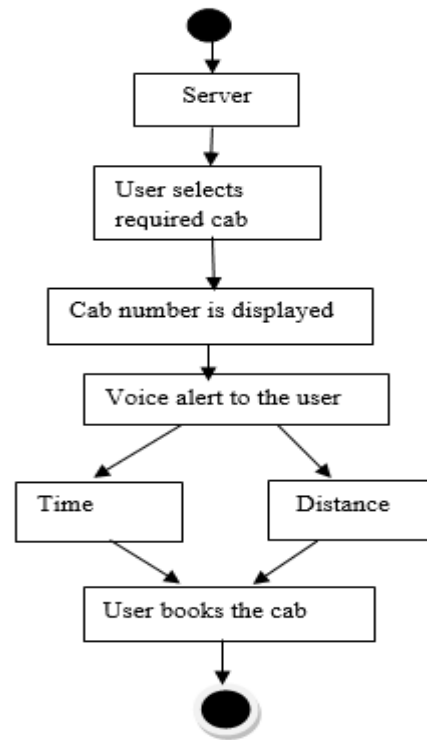 Server
User selects
required cab
Cab number is displayed
Voice alert to the user
Time
Distance
User books the cab